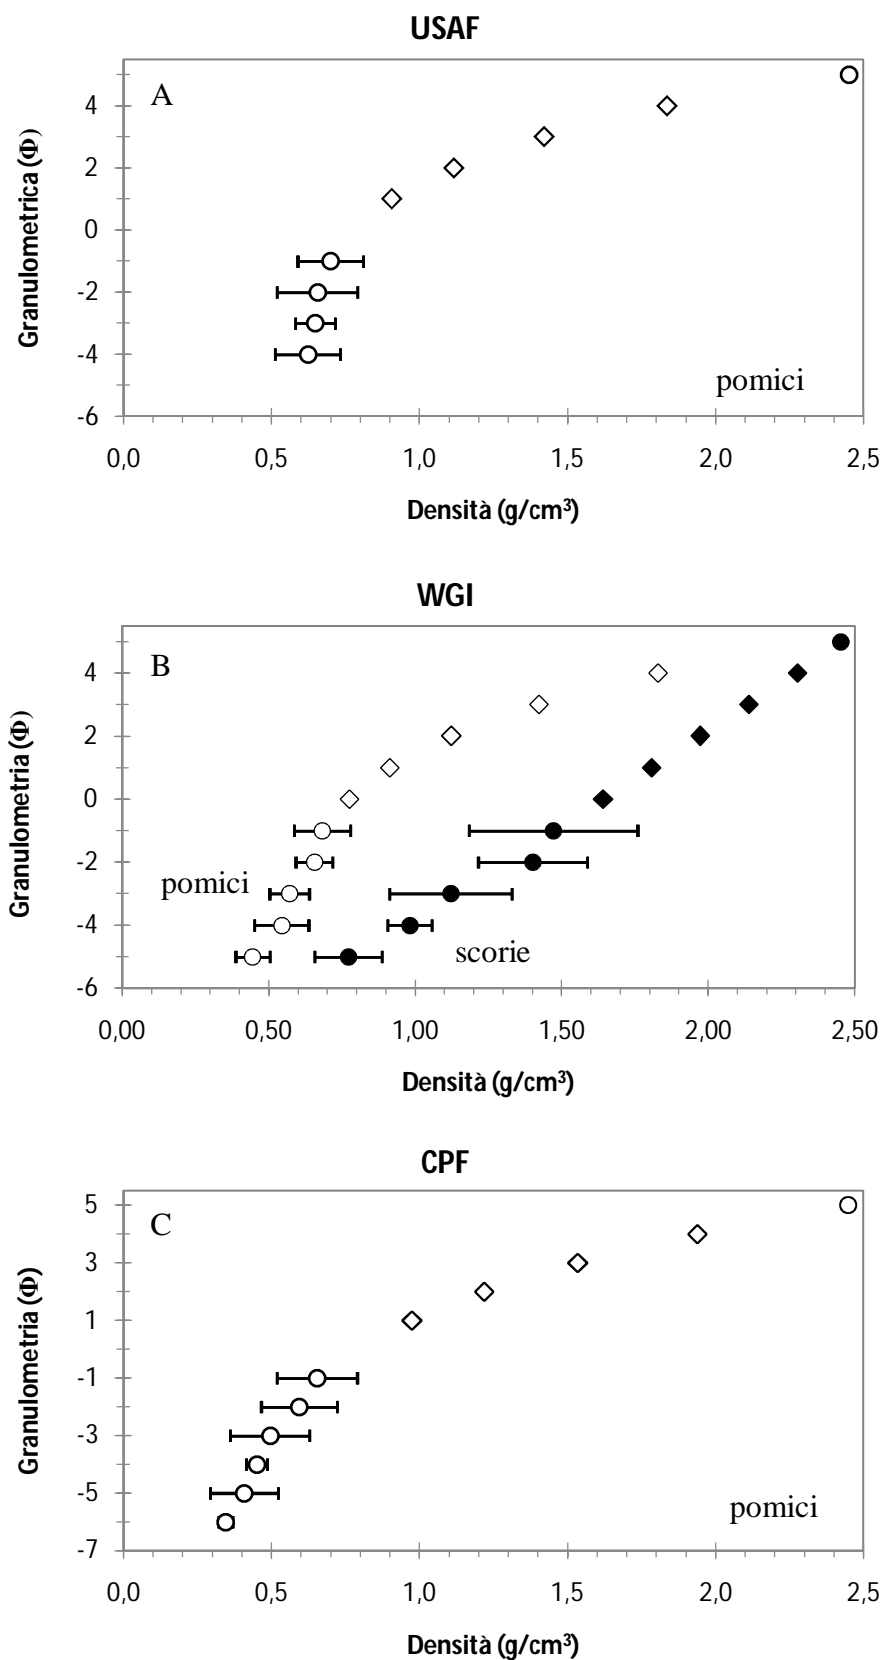 USAF
A
Granulometrica (Φ)
4
2
0
-2
-4
-6
pomici
0,0 0,5 1,0 1,5 2,0 2,5
Densità (g/cm³)
WGI
B
Granulometria (Φ)
4
2
0
-2
-4
-6
pomici
scorie
0,00 0,50 1,00 1,50 2,00 2,50
Densità (g/cm³)
CPF
C
Granulometria (Φ)
5
3
1
-1
-3
-5
-7
pomici
0,0 0,5 1,0 1,5 2,0 2,5
Densità (g/cm³)